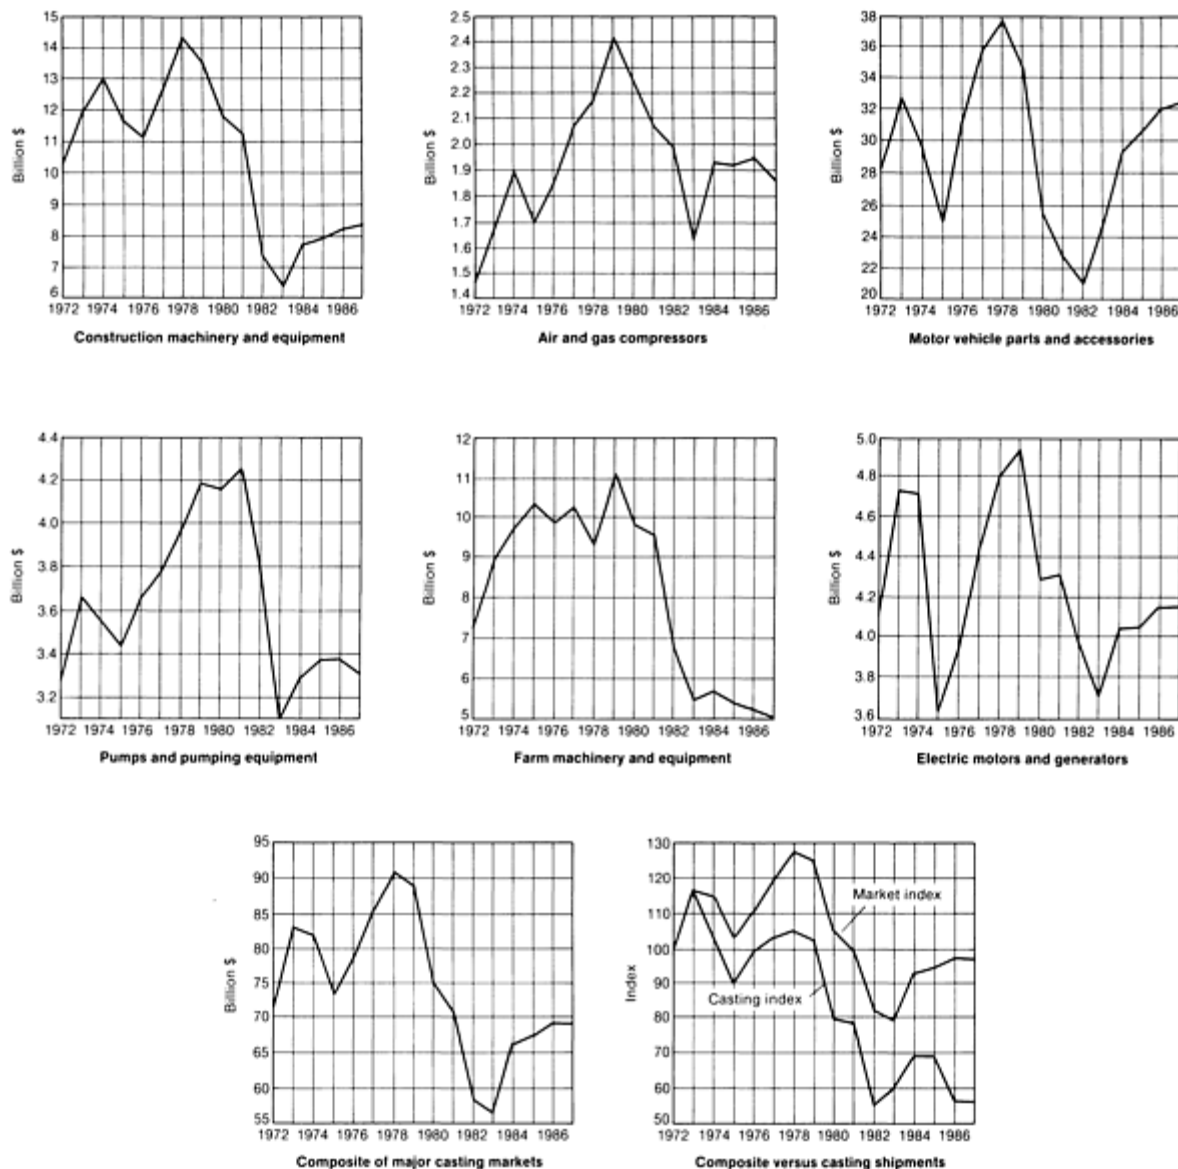 15
14
13
12
11
10
9
8
7
6
Billion $
1972 1974 1976 1978 1980 1982 1984 1986
Construction machinery and equipment
2.5
2.4
2.3
2.2
2.1
2.0
1.9
1.8
1.7
1.6
1.5
1.4
Billion $
1972 1974 1976 1978 1980 1982 1984 1986
Air and gas compressors
38
36
34
32
30
28
26
24
22
20
Billion $
1972 1974 1976 1978 1980 1982 1984 1986
Motor vehicle parts and accessories
4.4
4.2
4.0
3.8
3.6
3.4
3.2
Billion $
1972 1974 1976 1978 1980 1982 1984 1986
Pumps and pumping equipment
12
11
10
9
8
7
6
5
Billion $
1972 1974 1976 1978 1980 1982 1984 1986
Farm machinery and equipment
5.0
4.8
4.6
4.4
4.2
4.0
3.8
3.6
Billion $
1972 1974 1976 1978 1980 1982 1984 1986
Electric motors and generators
95
90
85
80
75
70
65
60
55
Billion $
1972 1974 1976 1978 1980 1982 1984 1986
Composite of major casting markets
130
120
110
100
90
80
70
60
50
Index
Market index
Casting index
1972 1974 1976 1978 1980 1982 1984 1986
Composite versus casting shipments